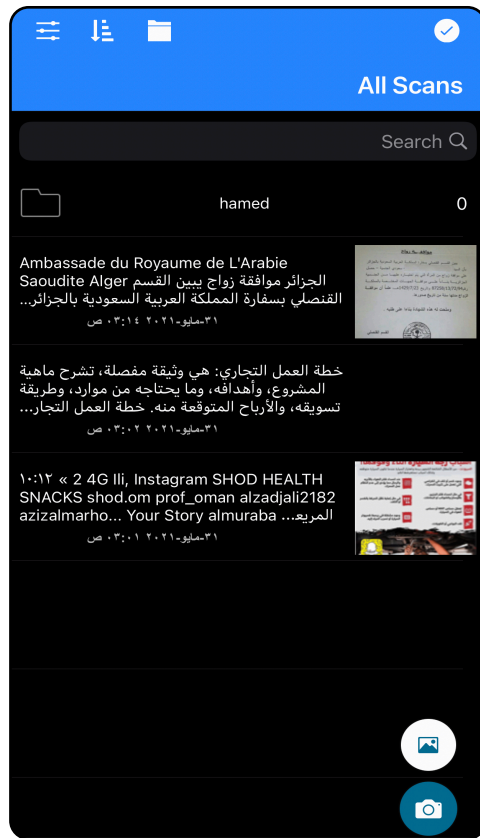 All Scans
Search
hamed
0
Ambassade du Royaume de L'Arabie
الجزائر موافقة زواج يبين القسم Saoudite Alger
القنصلي بسفارة المملكة العربية السعودية بالجزائر...
٣١-مايو-٢٠٢١ ٠٣:١٤ ص
خطة العمل التجاري: هي وثيقة مفصلة، تشرح ماهية
المشروع، وأهدافه، وما يحتاجه من موارد، وطريقة
تسويقه، والأرباح المتوقعة منه. خطة العمل التجار...
٣١-مايو-٢٠٢١ ٠٣:٠٢ ص
١٠:١٢ « 2 4G Ili, Instagram SHOD HEALTH
SNACKS shod.om prof_oman alzadjali2182
azizalmarho... Your Story almuraba المربع...
٣١-مايو-٢٠٢١ ٠٣:٠١ ص